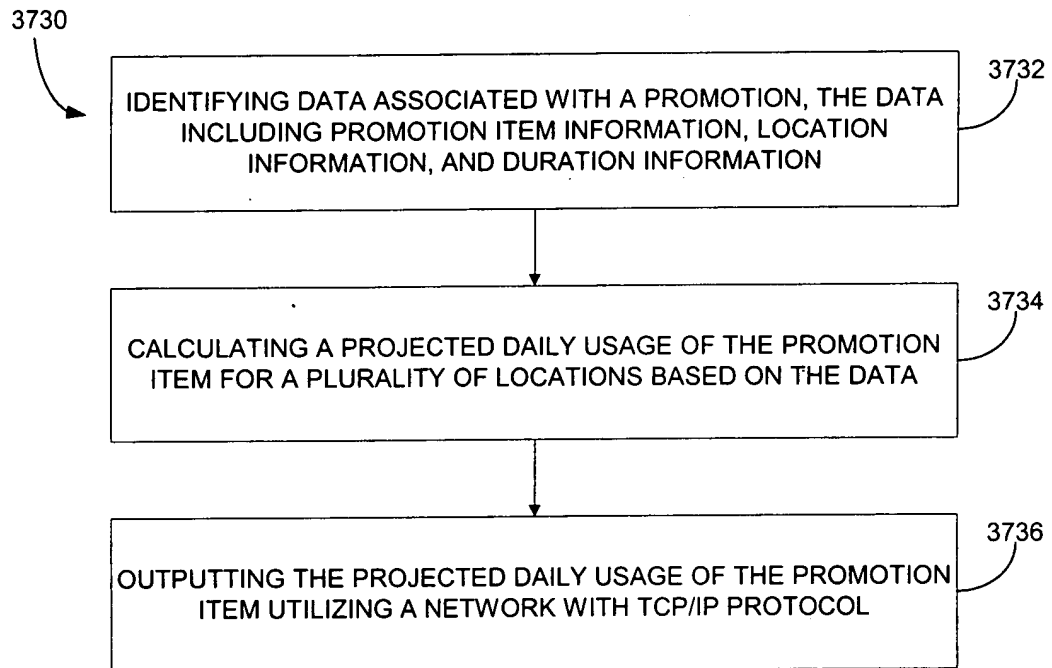 3730
3732
IDENTIFYING DATA ASSOCIATED WITH A PROMOTION, THE DATA
INCLUDING PROMOTION ITEM INFORMATION, LOCATION
INFORMATION, AND DURATION INFORMATION
3734
CALCULATING A PROJECTED DAILY USAGE OF THE PROMOTION
ITEM FOR A PLURALITY OF LOCATIONS BASED ON THE DATA
3736
OUTPUTTING THE PROJECTED DAILY USAGE OF THE PROMOTION
ITEM UTILIZING A NETWORK WITH TCP/IP PROTOCOL